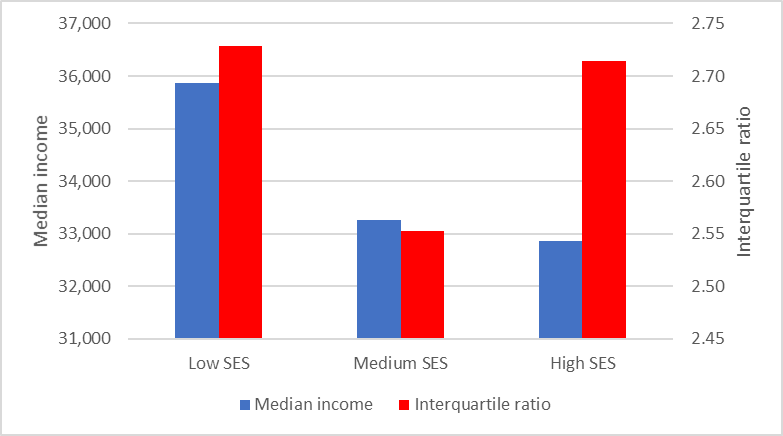 37,000 2.75
36,000 2.70
35,000 2.65
34,000 2.60
33,000 2.55
32,000 2.50
31,000 2.45
Median income
Interquartile ratio
Low SES Medium SES High SES
Median income Interquartile ratio